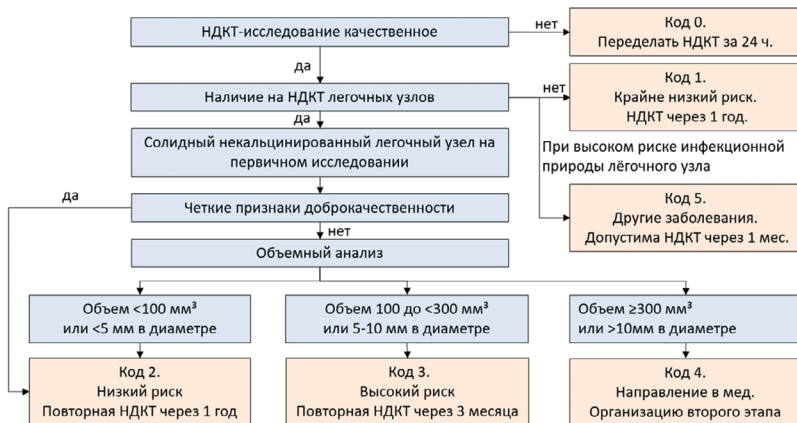 НДКТ-исследование качественное
нет
Код 0.
Переделать НДКТ за 24 ч.
да
Наличие на НДКТ легочных узлов
нет
Код 1.
Крайне низкий риск.
НДКТ через 1 год.
да
Солидный некальцинированный легочный узел на
первичном исследовании
При высоком риске инфекционной
природы лёгочного узла
да
Четкие признаки доброкачественности
Код 5.
Другие заболевания.
Допустима НДКТ через 1 мес.
нет
Объемный анализ
Объем <100 мм³
или <5 мм в диаметре
Объем 100 до <300 мм³
или 5-10 мм в диаметре
Объем ≥300 мм³
или >10мм в диаметре
Код 2.
Низкий риск
Повторная НДКТ через 1 год
Код 3.
Высокий риск
Повторная НДКТ через 3 месяца
Код 4.
Направление в мед.
Организацию второго этапа